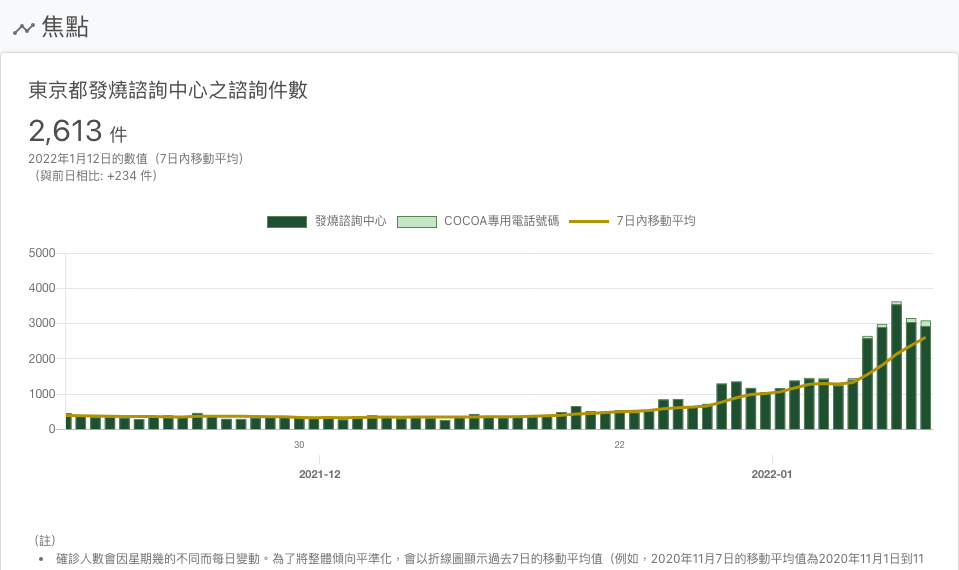 焦點
東京都發燒諮詢中心之諮詢件數
2,613 件
2022年1月12日的數值（7日內移動平均）
（與前日相比: +234 件）
發燒諮詢中心 COCOA專用電話號碼 7日內移動平均
5000
4000
3000
2000
1000
0
30 22
2021-12 2022-01
（註）
• 確診人數會因星期幾的不同而每日變動。為了將整體傾向平準化，會以折線圖顯示過去7日的移動平均值（例如，2020年11月7日的移動平均值為2020年11月1日到11